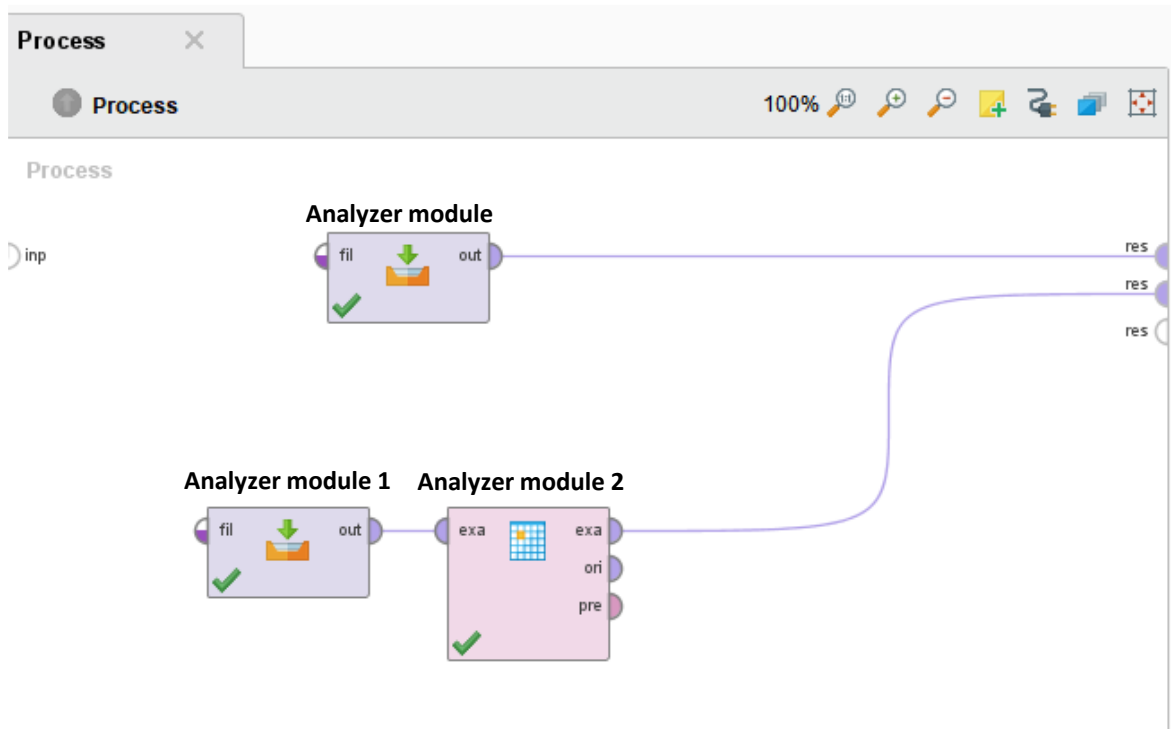 Process
Process
100%
Process
inp
Analyzer module
fil
out
res
res
res
Analyzer module 1
Analyzer module 2
fil
out
exa
exa
ori
pre